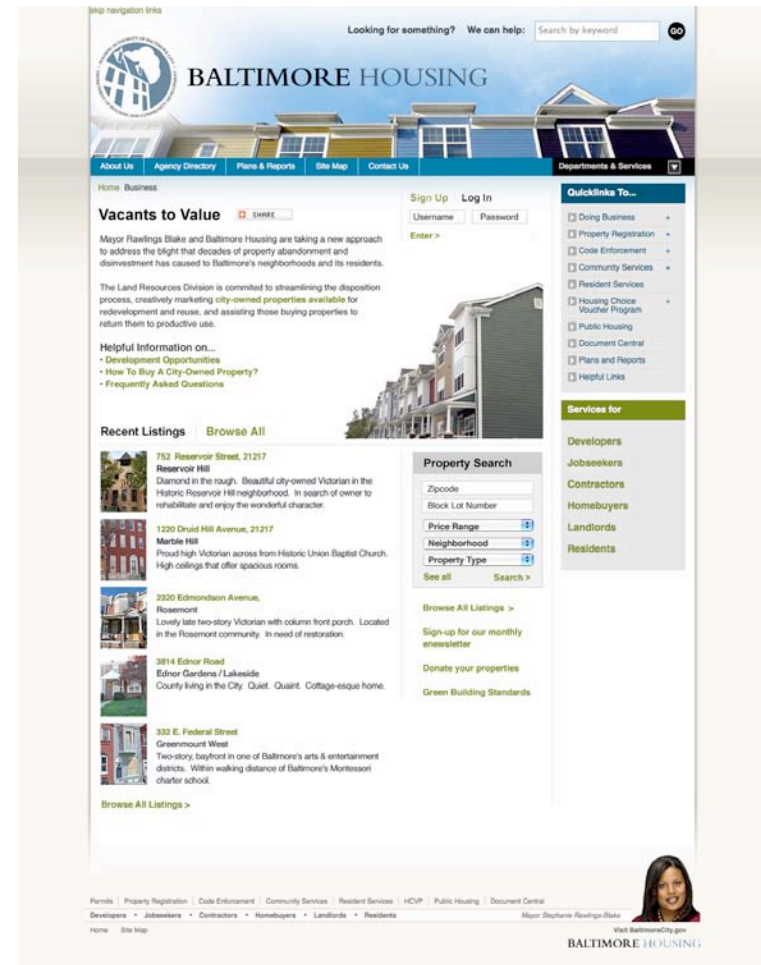 skip navigation links
Looking for something? We can help: Search by keyword GO
BALTIMORE HOUSING
About Us Agency Directory Plans & Reports Site Map Contact Us Departments & Services
Home Business
Vacants to Value SHARE
Mayor Rawlings Blake and Baltimore Housing are taking a new approach
to address the blight that decades of property abandonment and
disinvestment has caused to Baltimore's neighborhoods and its residents.
The Land Resources Division is commited to streamlining the disposition
process, creatively marketing city-owned properties available for
redevelopment and reuse, and assisting those buying properties to
return them to productive use.
Helpful Information on...
• Development Opportunities
• How To Buy A City-Owned Property?
• Frequently Asked Questions
Sign Up Log In
Username Password
Enter >
Recent Listings Browse All
752 Reservoir Street, 21217
Reservoir Hill
Diamond in the rough. Beautiful city-owned Victorian in the
Historic Reservoir Hill neighborhood. In search of owner to
rehabilitate and enjoy the wonderful character.
1220 Druid Hill Avenue, 21217
Marble Hill
Proud high Victorian across from Historic Union Baptist Church.
High ceilings that offer spacious rooms.
2320 Edmondson Avenue,
Rosemont
Lovely late two-story Victorian with column front porch. Located
in the Rosemont community. In need of restoration.
3814 Ednor Road
Ednor Gardens / Lakeside
County living in the City. Quiet. Quaint. Cottage-esque home.
332 E. Federal Street
Greenmount West
Two-story, bayfront in one of Baltimore's arts & entertainment
districts. Within walking distance of Baltimore's Montessori
charter school.
Browse All Listings >
Property Search
Zipcode
Block Lot Number
Price Range
Neighborhood
Property Type
See all Search >
Browse All Listings >
Sign-up for our monthly
enewsletter
Donate your properties
Green Building Standards
Quicklinks To...
Doing Business +
Property Registration +
Code Enforcement +
Community Services +
Resident Services
Housing Choice +
Voucher Program
Public Housing
Document Central
Plans and Reports
Helpful Links
Services for
Developers
Jobseekers
Contractors
Homebuyers
Landlords
Residents
Permits | Property Registration | Code Enforcement | Community Services | Resident Services | HCVP | Public Housing | Document Central
Developers • Jobseekers • Contractors • Homebuyers • Landlords • Residents
Mayor Stephanie Rawlings-Blake
Home Site Map
Visit BaltimoreCity.gov
BALTIMORE HOUSING